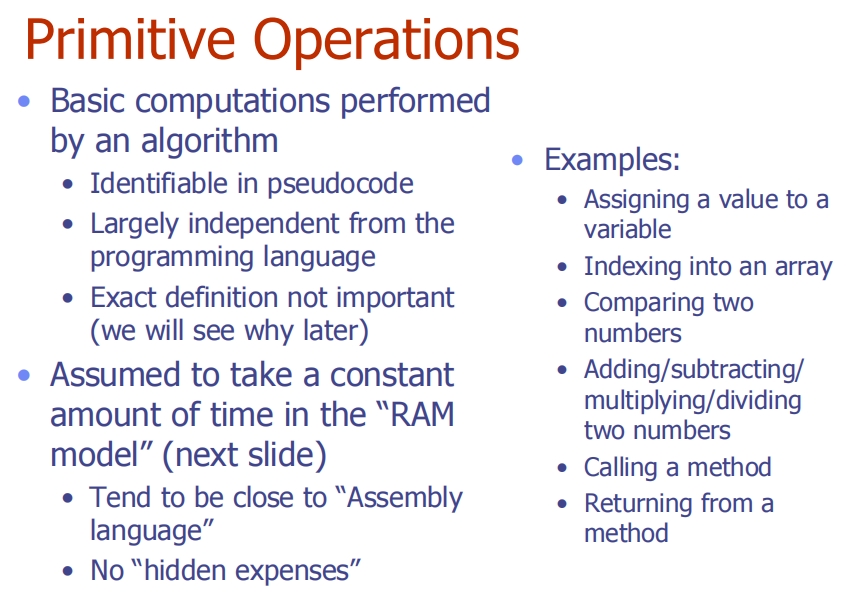 Primitive Operations
• Basic computations performed
by an algorithm
• Identifiable in pseudocode
• Largely independent from the
programming language
• Exact definition not important
(we will see why later)
• Assumed to take a constant
amount of time in the “RAM
model” (next slide)
• Tend to be close to “Assembly
language”
• No “hidden expenses”
• Examples:
• Assigning a value to a
variable
• Indexing into an array
• Comparing two
numbers
• Adding/subtracting/
multiplying/dividing
two numbers
• Calling a method
• Returning from a
method